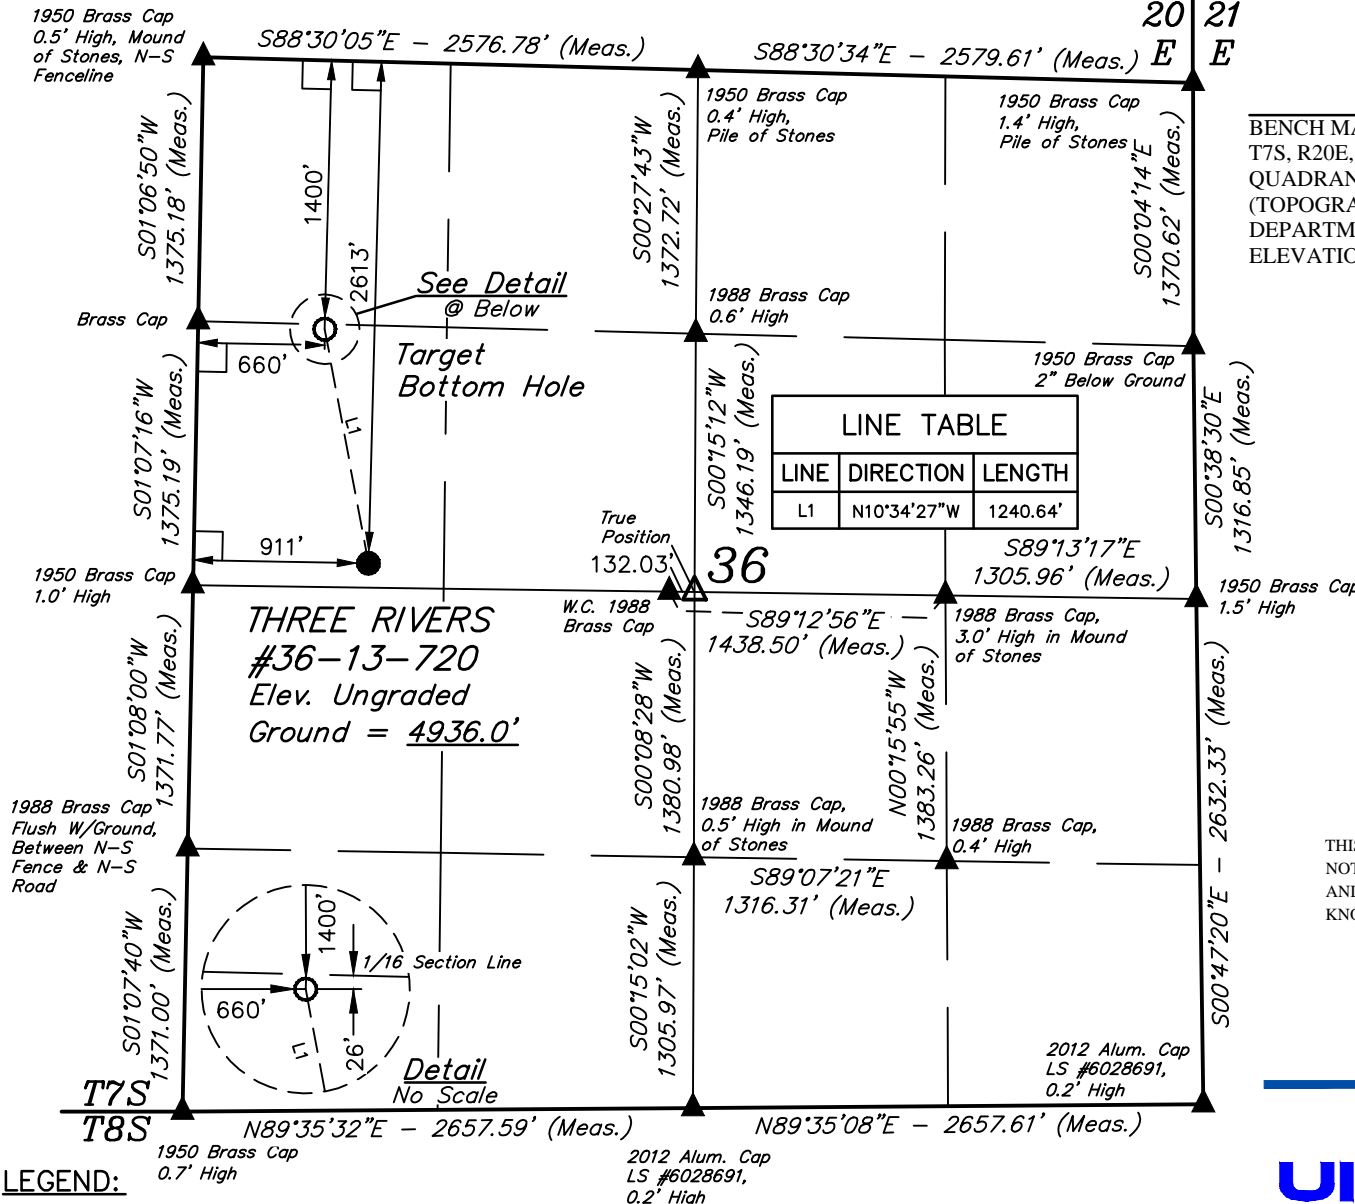 1950 Brass Cap
0.5' High, Mound
of Stones, N-S
Fenceline
S88°30'05"E - 2576.78' (Meas.)
S88°30'34"E - 2579.61' (Meas.)
20 21
E E
1950 Brass Cap
0.4' High,
Pile of Stones
1950 Brass Cap
1.4' High,
Pile of Stones
BENCH MA
T7S, R20E,
QUADRAN
(TOPOGRA
DEPARTM
ELEVATIO
S01°06'50"W
1375.18' (Meas.)
1400'
2613'
S00°27'43"W
1372.72' (Meas.)
S00°04'14"E
1370.62' (Meas.)
See Detail
@ Below
Brass Cap
1988 Brass Cap
0.6' High
660'
Target
Bottom Hole
1950 Brass Cap
2" Below Ground
S01°07'16"W
1375.19' (Meas.)
L1
S00°15'12"W
1346.19' (Meas.)
LINE TABLE
LINE DIRECTION LENGTH
L1 N10°34'27"W 1240.64'
S00°38'30"E
1316.85' (Meas.)
911'
True
Position
132.03'
36
S89°13'17"E
1305.96' (Meas.)
1950 Brass Cap
1.0' High
1950 Brass Cap
1.5' High
W.C. 1988
Brass Cap
S89°12'56"E
1438.50' (Meas.)
1988 Brass Cap,
3.0' High in Mound
of Stones
THREE RIVERS
#36-13-720
Elev. Ungraded
Ground = 4936.0'
S01°08'00"W
1371.77' (Meas.)
S00°08'28"W
1380.98' (Meas.)
N00°15'55"W
1383.26' (Meas.)
S00°47'20"E - 2632.33' (Meas.)
1988 Brass Cap
Flush W/Ground,
Between N-S
Fence & N-S
Road
1988 Brass Cap,
0.5' High in Mound
of Stones
1988 Brass Cap,
0.4' High
S89°07'21"E
1316.31' (Meas.)
THIS
NOT
AND
KNO
S01°07'40"W
1371.00' (Meas.)
1400'
1/16 Section Line
660'
26'
L1
Detail
No Scale
S00°15'02"W
1305.97' (Meas.)
2012 Alum. Cap
LS #6028691,
0.2' High
T7S
T8S
N89°35'32"E - 2657.59' (Meas.)
N89°35'08"E - 2657.61' (Meas.)
1950 Brass Cap
0.7' High
2012 Alum. Cap
LS #6028691,
0.2' High
LEGEND: